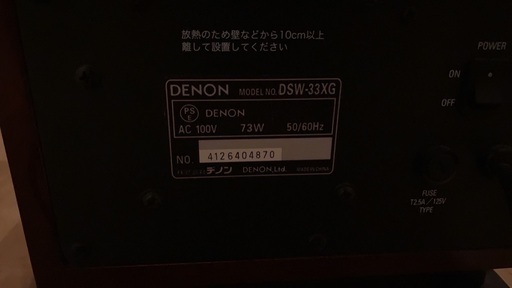 放熱のため壁などから10cm以上
離して設置してください
POWER
ON
OFF
DENON MODEL NO. DSW-33XG
PS
E
DENON
AC 100V 73W 50/60Hz
NO. 4126404870
デノン DENON, Ltd.
FUSE
T2.5A/125V
TYPE